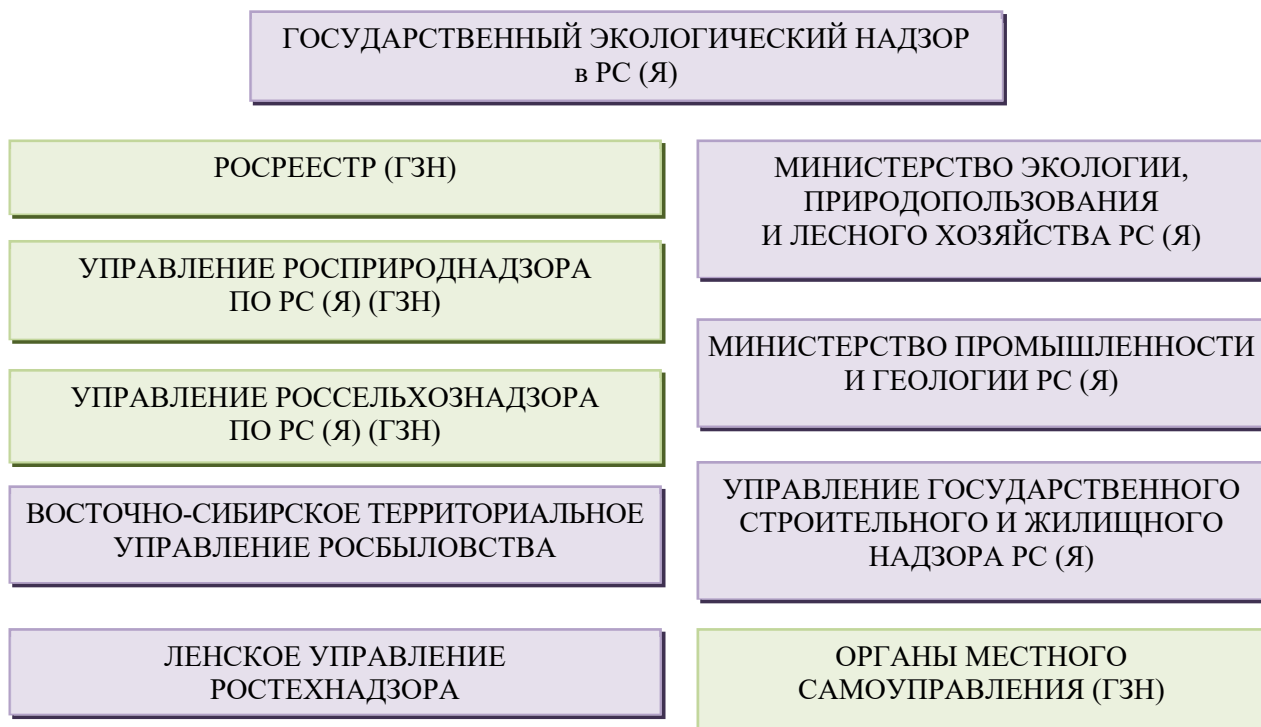 ГОСУДАРСТВЕННЫЙ ЭКОЛОГИЧЕСКИЙ НАДЗОР
в РС (Я)
РОСРЕЕСТР (ГЗН)
УПРАВЛЕНИЕ РОСПРИРОДНАДЗОРА
ПО РС (Я) (ГЗН)
УПРАВЛЕНИЕ РОССЕЛЬХОЗНАДЗОРА
ПО РС (Я) (ГЗН)
ВОСТОЧНО-СИБИРСКОЕ ТЕРРИТОРИАЛЬНОЕ
УПРАВЛЕНИЕ РОСБЫЛОВСТВА
ЛЕНСКОЕ УПРАВЛЕНИЕ
РОСТЕХНАДЗОРА
МИНИСТЕРСТВО ЭКОЛОГИИ,
ПРИРОДОПОЛЬЗОВАНИЯ
И ЛЕСНОГО ХОЗЯЙСТВА РС (Я)
МИНИСТЕРСТВО ПРОМЫШЛЕННОСТИ
И ГЕОЛОГИИ РС (Я)
УПРАВЛЕНИЕ ГОСУДАРСТВЕННОГО
СТРОИТЕЛЬНОГО И ЖИЛИЩНОГО
НАДЗОРА РС (Я)
ОРГАНЫ МЕСТНОГО
САМОУПРАВЛЕНИЯ (ГЗН)